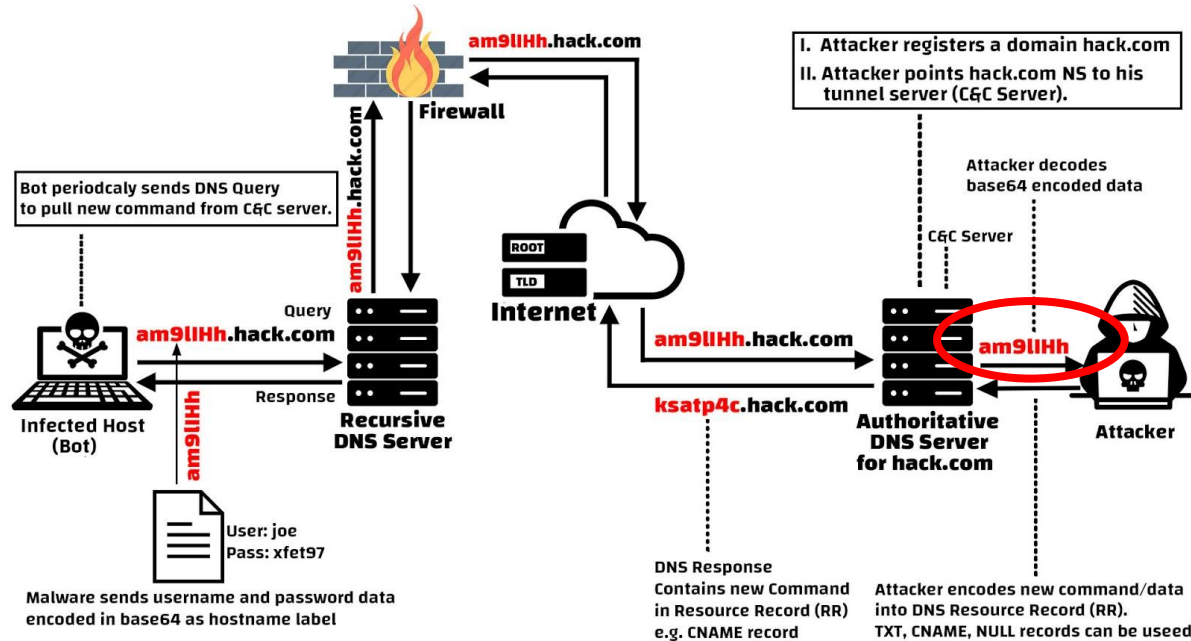 am9lIHh.hack.com
Firewall
am9lIHh.hack.com
I. Attacker registers a domain hack.com
II. Attacker points hack.com NS to his
tunnel server (C&C Server).
Bot periodcaly sends DNS Query
to pull new command from C&C server.
Attacker decodes
base64 encoded data
C&C Server
ROOT
TLD
Internet
Query
am9lIHh.hack.com
Response
Infected Host
(Bot)
Recursive
DNS Server
am9lIHh
User: joe
Pass: xfet97
Malware sends username and password data
encoded in base64 as hostname label
am9lIHh.hack.com
ksatp4c.hack.com
am9lIHh
Authoritative
DNS Server
for hack.com
Attacker
DNS Response
Contains new Command
in Resource Record (RR)
e.g. CNAME record
Attacker encodes new command/data
into DNS Resource Record (RR).
TXT, CNAME, NULL records can be useed